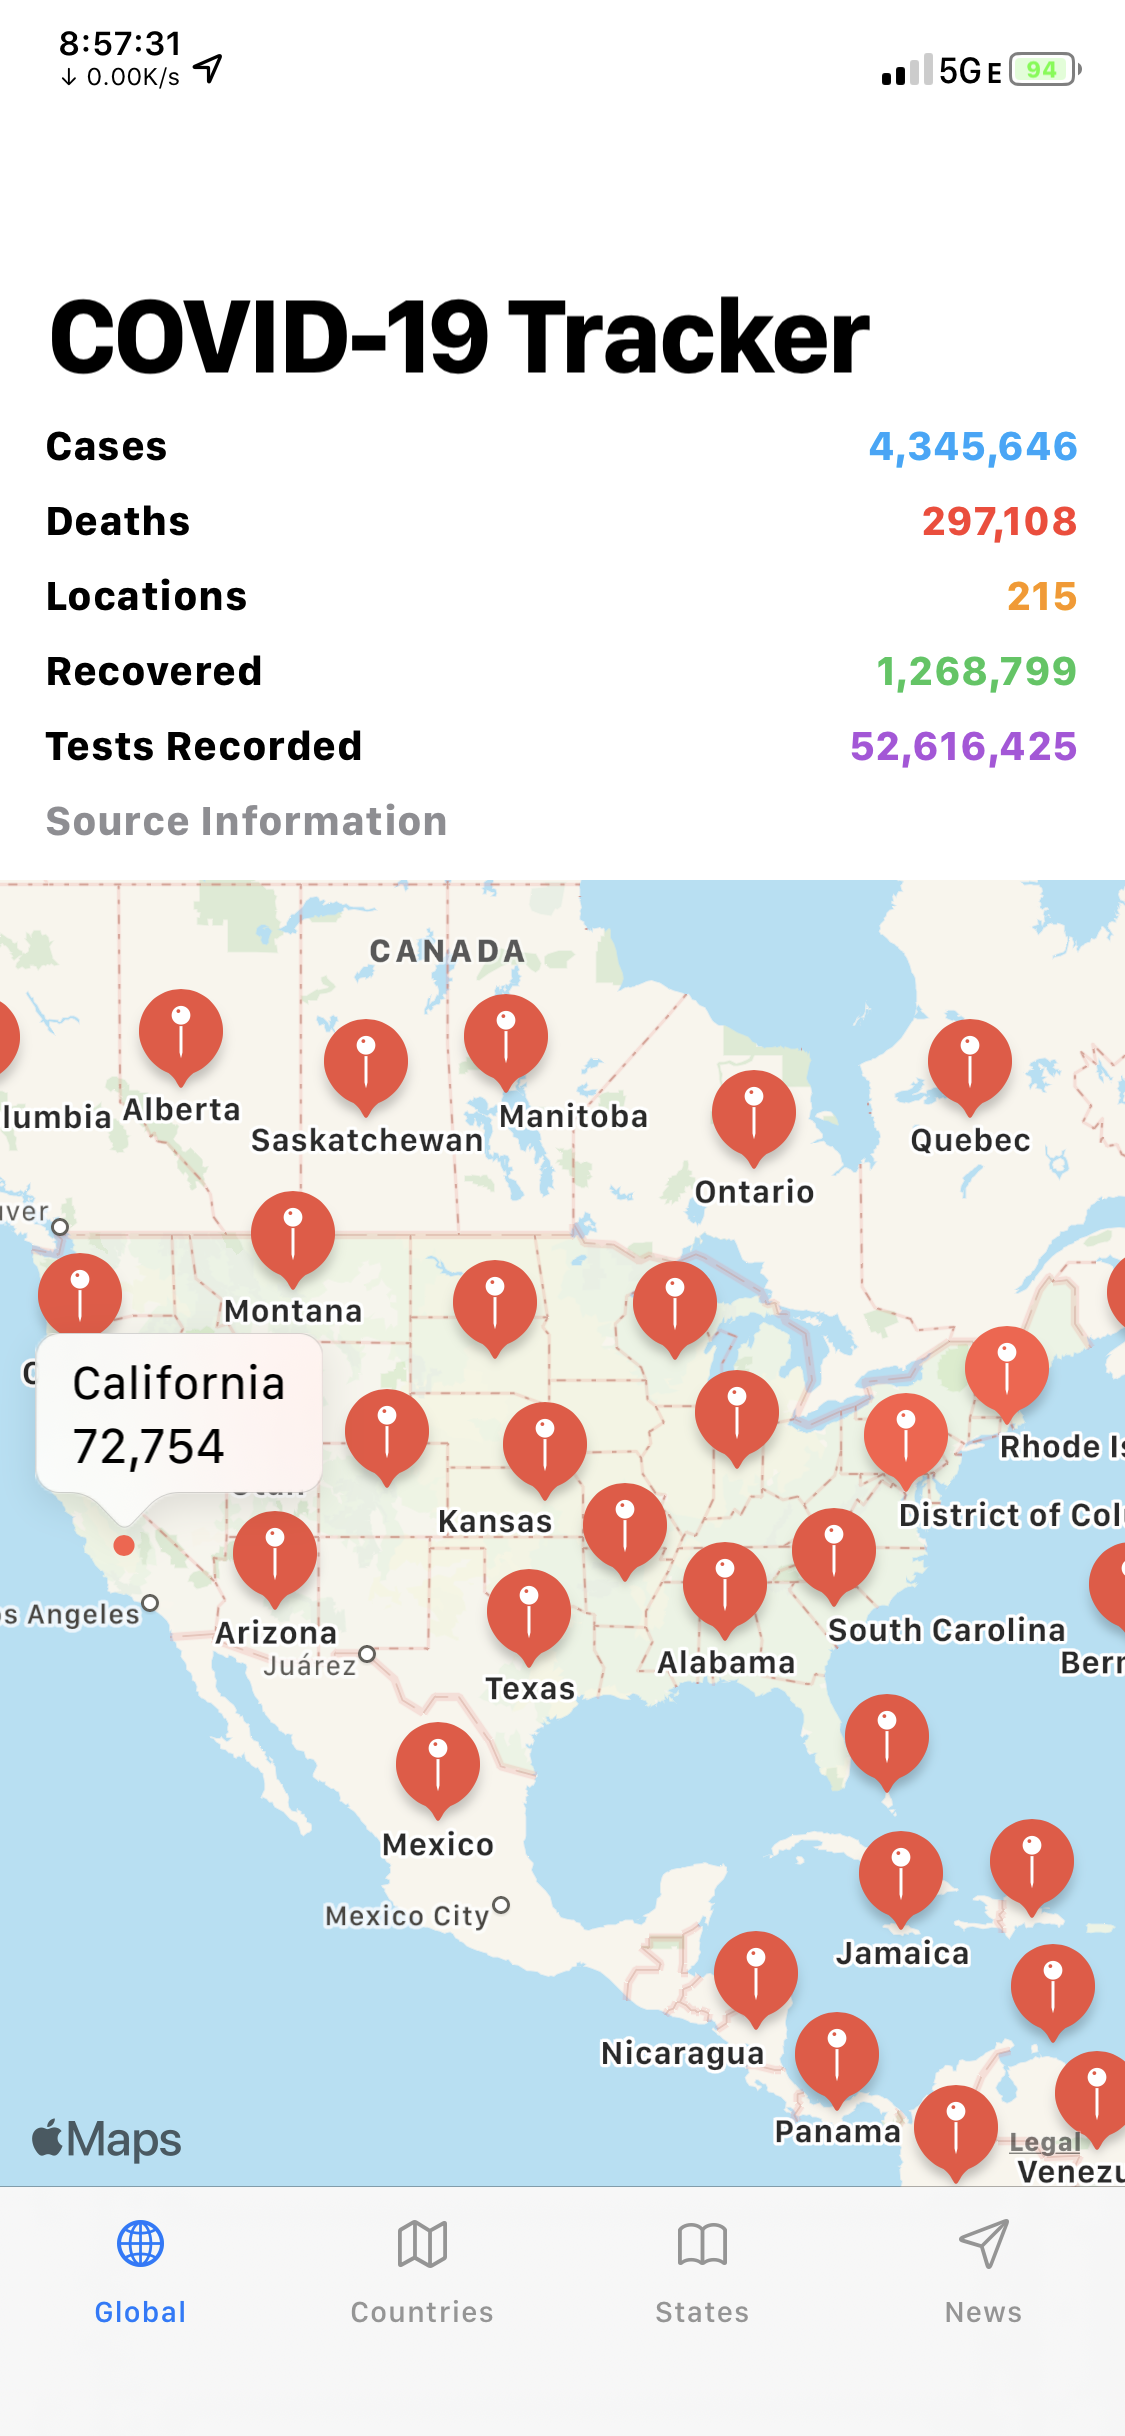 8:57:31
↓ 0.00K/s
5G E
94
COVID-19 Tracker
Cases 4,345,646
Deaths 297,108
Locations 215
Recovered 1,268,799
Tests Recorded 52,616,425
Source Information
CANADA
lumbia Alberta
Saskatchewan
Manitoba
Quebec
Ontario
Montana
California
72,754
Rhode Is
Kansas
District of Col
os Angeles
Arizona
Juárez
South Carolina
Alabama
Texas
Mexico
Mexico City
Jamaica
Nicaragua
Panama
Legal
Maps
Global
Countries
States
News